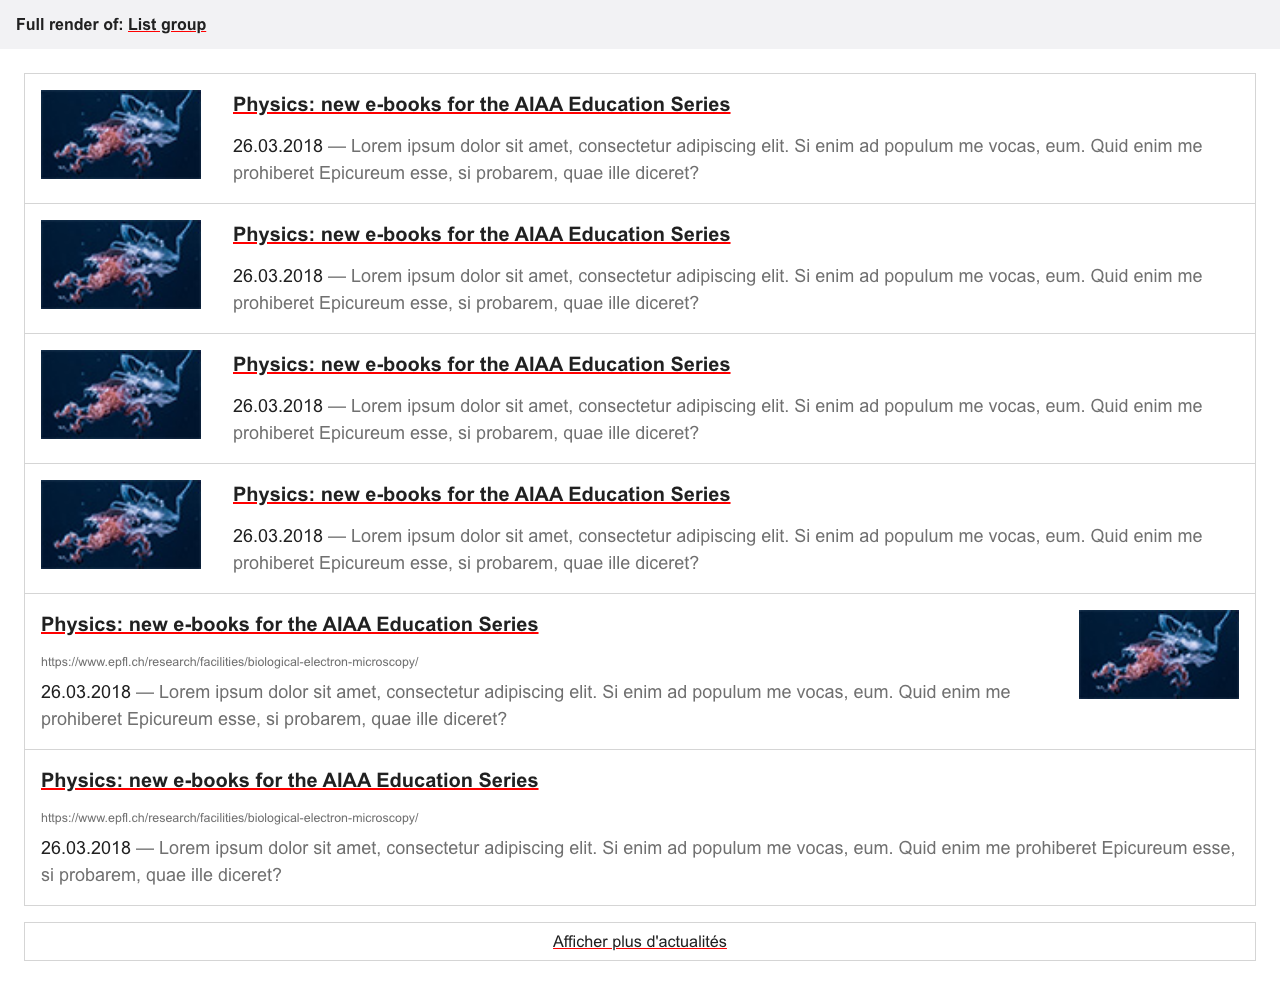 Full render of: List group
Physics: new e-books for the AIAA Education Series
26.03.2018 — Lorem ipsum dolor sit amet, consectetur adipiscing elit. Si enim ad populum me vocas, eum. Quid enim me
prohiberet Epicureum esse, si probarem, quae ille diceret?
Physics: new e-books for the AIAA Education Series
26.03.2018 — Lorem ipsum dolor sit amet, consectetur adipiscing elit. Si enim ad populum me vocas, eum. Quid enim me
prohiberet Epicureum esse, si probarem, quae ille diceret?
Physics: new e-books for the AIAA Education Series
26.03.2018 — Lorem ipsum dolor sit amet, consectetur adipiscing elit. Si enim ad populum me vocas, eum. Quid enim me
prohiberet Epicureum esse, si probarem, quae ille diceret?
Physics: new e-books for the AIAA Education Series
26.03.2018 — Lorem ipsum dolor sit amet, consectetur adipiscing elit. Si enim ad populum me vocas, eum. Quid enim me
prohiberet Epicureum esse, si probarem, quae ille diceret?
Physics: new e-books for the AIAA Education Series
https://www.epfl.ch/research/facilities/biological-electron-microscopy/
26.03.2018 — Lorem ipsum dolor sit amet, consectetur adipiscing elit. Si enim ad populum me vocas, eum. Quid enim me
prohiberet Epicureum esse, si probarem, quae ille diceret?
Physics: new e-books for the AIAA Education Series
https://www.epfl.ch/research/facilities/biological-electron-microscopy/
26.03.2018 — Lorem ipsum dolor sit amet, consectetur adipiscing elit. Si enim ad populum me vocas, eum. Quid enim me prohiberet Epicureum esse,
si probarem, quae ille diceret?
Afficher plus d'actualités